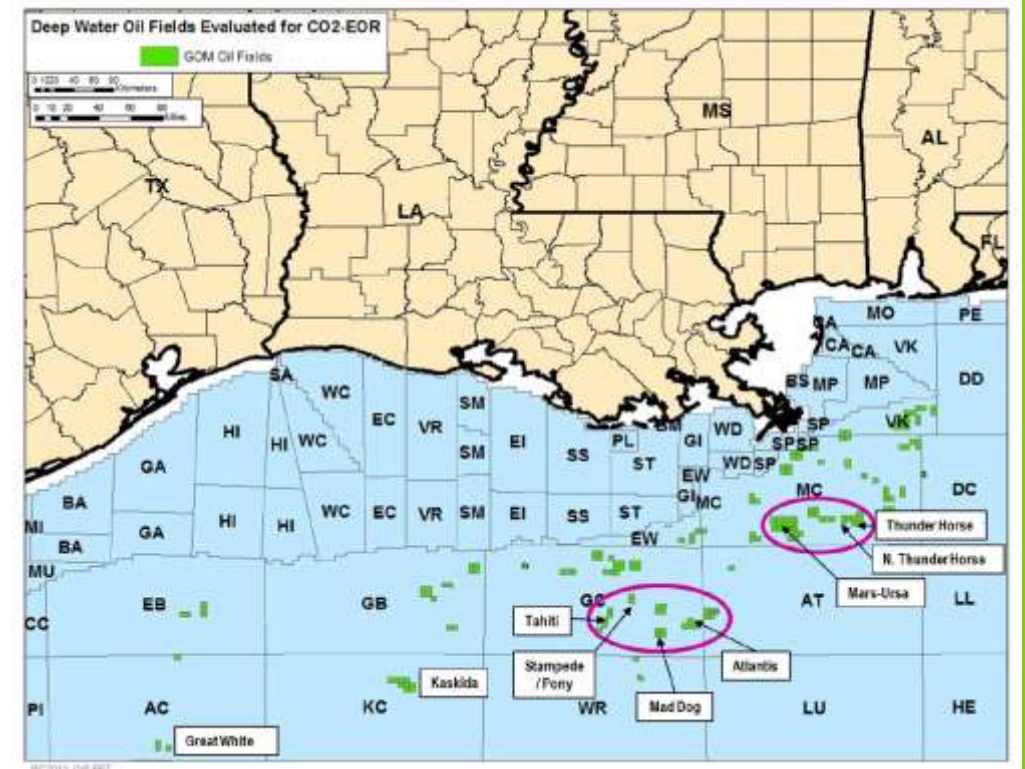 Deep Water Oil Fields Evaluated for CO2-EOR
GOM Oil Fields
MS
AL
TX
LA
FL
MO
PE
CA
CA
VK
BS
MP
MP
DD
SA
WC
HI
EC
VR
SM
HI
WC
GA
SM
EI
SS
PL
ST
GI
WD
SP
SP
SP
VK
WD
SP
EW
BA
MI
BA
GA
HI
HI
WC
EC
VR
SM
EI
SS
ST
GI
MC
MC
DC
EW
Thunder Horse
N. Thunder Horse
Mars-Ursa
MU
CC
EB
GB
AT
LL
Tahiti
Stampede
/ Pony
Mad Dog
Atlantis
Kaskida
PI
AC
KC
WR
LU
HE
Great White